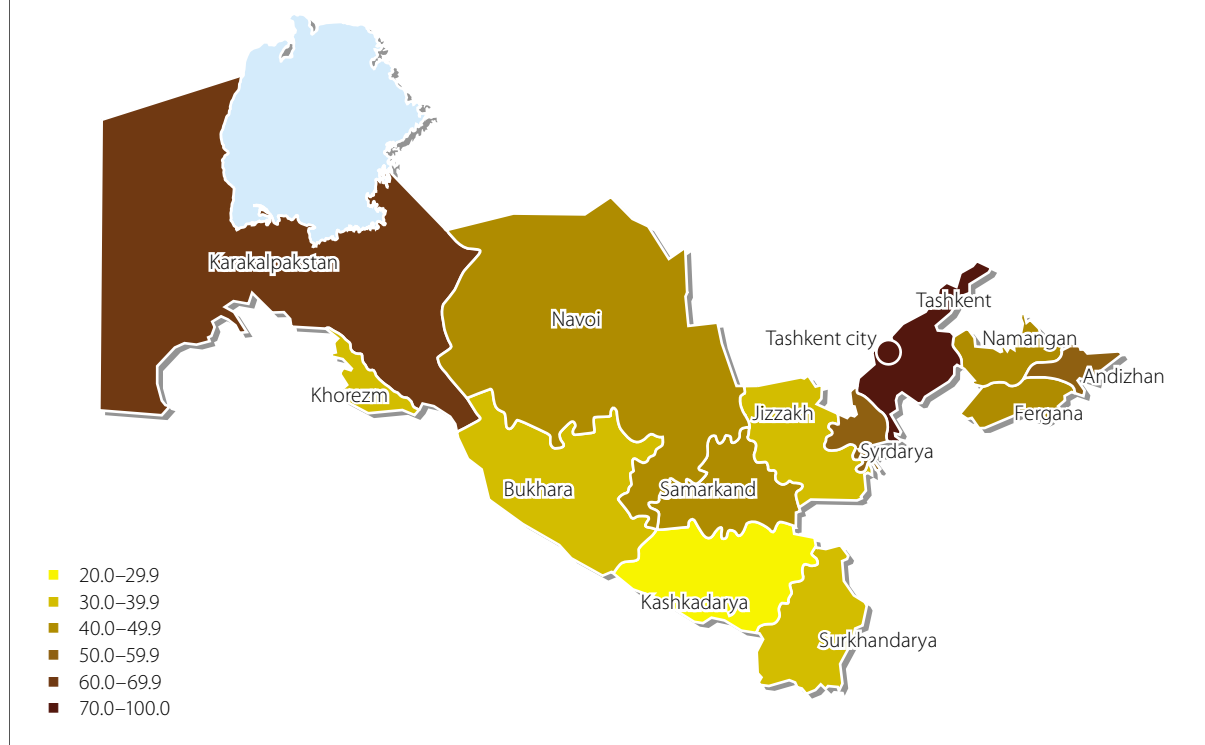 Karakalpakstan
Tashkent
Navoi
Tashkent city
Namangan
Andizhan
Khorezm
Jizzakh
Fergana
Syrdarya
Bukhara
Samarkand
20.0–29.9
30.0–39.9
40.0–49.9
50.0–59.9
60.0–69.9
70.0–100.0
Kashkadarya
Surkhandarya